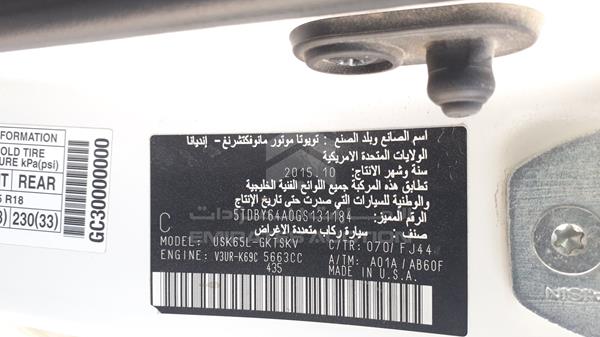 FORMATION
OLD TIRE
URE kPa(psi)
REAR
R18
230(33)
GC30000000
اسم الصانع وبلد الصنع : تويوتا موتور مانوفكتشرنغ - إنديانا
الولايات المتحدة الامريكية
سنة وشهر الانتاج: 2015.10
تطابق هذه المركبة جميع اللوائح الفنية الخليجية
للسيارات التي صدرت حتى تاريخ الانتاج
الرقم المميز: 5TDBY64A0GS131184
صنف : سيارة ركاب متعددة الاغراض
C
MODEL: USK65L-GKTSKV C/TR: 070/FJ44
ENGINE: V3UR-K69C 5663CC A/TM: A01A/AB60F
435 MADE IN U.S.A.